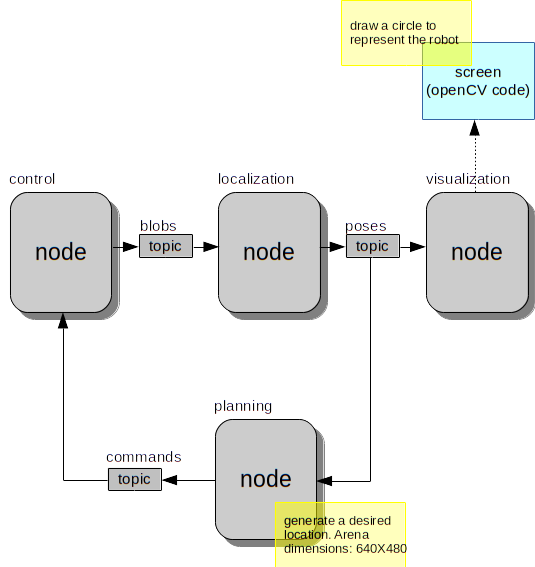 draw a circle to
represent the robot
screen
(openCV code)
control
localization
visualization
blobs
poses
node
topic
node
topic
node
planning
commands
topic
node
generate a desired
location. Arena
dimensions: 640X480